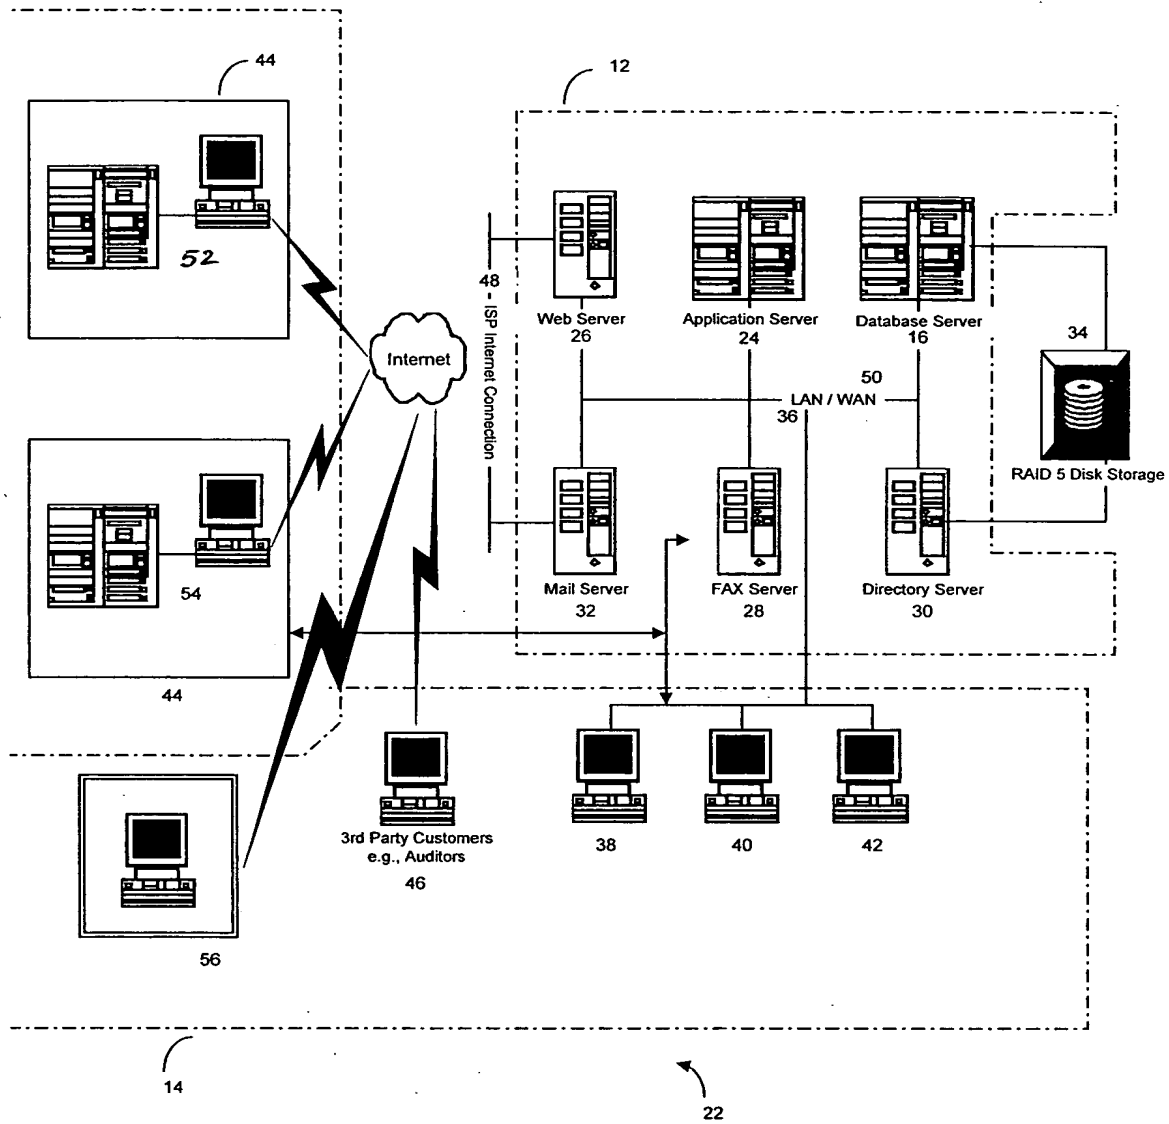 44
12
52
48
ISP Internet Connection
Web Server
26
Application Server
24
Database Server
16
34
Internet
50
LAN / WAN
36
RAID 5 Disk Storage
54
Mail Server
32
FAX Server
28
Directory Server
30
44
3rd Party Customers
e.g., Auditors
46
38
40
42
56
14
22